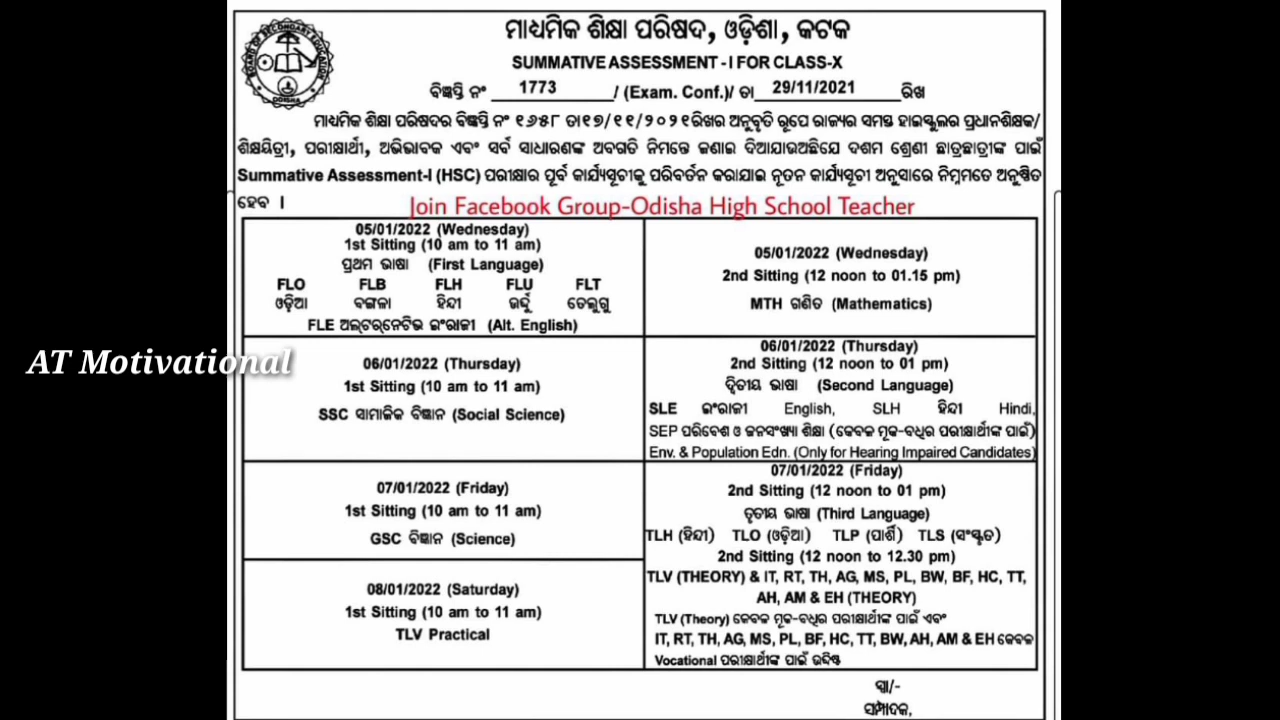 ମାଧ୍ୟମିକ ଶିକ୍ଷା ପରିଷଦ, ଓଡ଼ିଶା, କଟକ
BOARD OF SECONDARY EDUCATION
ODISHA
SUMMATIVE ASSESSMENT - I FOR CLASS-X
ବିଜ୍ଞପ୍ତି ନଂ 1773 / (Exam. Conf.)/ ତା 29/11/2021 ରିଖ
ମାଧ୍ୟମିକ ଶିକ୍ଷା ପରିଷଦର ବିଜ୍ଞପ୍ତି ନଂ ୧୬୫୮ ତା୧୭/୧୧/୨୦୨୧ରିଖର ଅନୁବୃତି ରୂପେ ରାଜ୍ୟର ସମସ୍ତ ହାଇସ୍କୁଲର ପ୍ରଧାନଶିକ୍ଷକ/
ଶିକ୍ଷୟିତ୍ରୀ, ପରୀକ୍ଷାର୍ଥୀ, ଅଭିଭାବକ ଏବଂ ସର୍ବ ସାଧାରଣଙ୍କ ଅବଗତି ନିମନ୍ତେ ଜଣାଇ ଦିଆଯାଉଅଛିଯେ ଦଶମ ଶ୍ରେଣୀ ଛାତ୍ରଛାତ୍ରୀଙ୍କ ପାଇଁ
Summative Assessment-I (HSC) ପରୀକ୍ଷାର ପୂର୍ବ କାର୍ଯ୍ୟସୂଚୀକୁ ପରିବର୍ତନ କରାଯାଇ ନୂତନ କାର୍ଯ୍ୟସୂଚୀ ଅନୁସାରେ ନିମ୍ନମତେ ଅନୁଷ୍ଠିତ
ହେବ ।
Join Facebook Group-Odisha High School Teacher
05/01/2022 (Wednesday)
1st Sitting (10 am to 11 am)
ପ୍ରଥମ ଭାଷା (First Language)
FLO FLB FLH FLU FLT
ଓଡ଼ିଆ ବଙ୍ଗଳା ହିନ୍ଦୀ ଉର୍ଦ୍ଦୁ ତେଲୁଗୁ
FLE ଅଲ୍‌ଟରନେଟିଭ ଇଂରାଜୀ (Alt. English)
05/01/2022 (Wednesday)
2nd Sitting (12 noon to 01.15 pm)
MTH ଗଣିତ (Mathematics)
AT Motivational
06/01/2022 (Thursday)
1st Sitting (10 am to 11 am)
SSC ସାମାଜିକ ବିଜ୍ଞାନ (Social Science)
06/01/2022 (Thursday)
2nd Sitting (12 noon to 01 pm)
ଦ୍ୱିତୀୟ ଭାଷା (Second Language)
SLE ଇଂରାଜୀ English, SLH ହିନ୍ଦୀ Hindi,
SEP ପରିବେଶ ଓ ଜନସଂଖ୍ୟା ଶିକ୍ଷା (କେବଳ ମୂକ-ବଧିର ପରୀକ୍ଷାର୍ଥୀଙ୍କ ପାଇଁ)
Env. & Population Edn. (Only for Hearing Impaired Candidates)
07/01/2022 (Friday)
1st Sitting (10 am to 11 am)
GSC ବିଜ୍ଞାନ (Science)
07/01/2022 (Friday)
2nd Sitting (12 noon to 01 pm)
ତୃତୀୟ ଭାଷା (Third Language)
TLH (ହିନ୍ଦୀ) TLO (ଓଡ଼ିଆ) TLP (ପାର୍ଶି) TLS (ସଂସ୍କୃତ)
2nd Sitting (12 noon to 12.30 pm)
TLV (THEORY) & IT, RT, TH, AG, MS, PL, BW, BF, HC, TT,
AH, AM & EH (THEORY)
TLV (Theory) କେବଳ ମୂକ-ବଧିର ପରୀକ୍ଷାର୍ଥୀଙ୍କ ପାଇଁ ଏବଂ
IT, RT, TH, AG, MS, PL, BF, HC, TT, BW, AH, AM & EH କେବଳ
Vocational ପରୀକ୍ଷାର୍ଥୀଙ୍କ ପାଇଁ ଉଦ୍ଦିଷ୍ଟ
08/01/2022 (Saturday)
1st Sitting (10 am to 11 am)
TLV Practical
ସ୍ୱା/-
ସମ୍ପାଦକ,